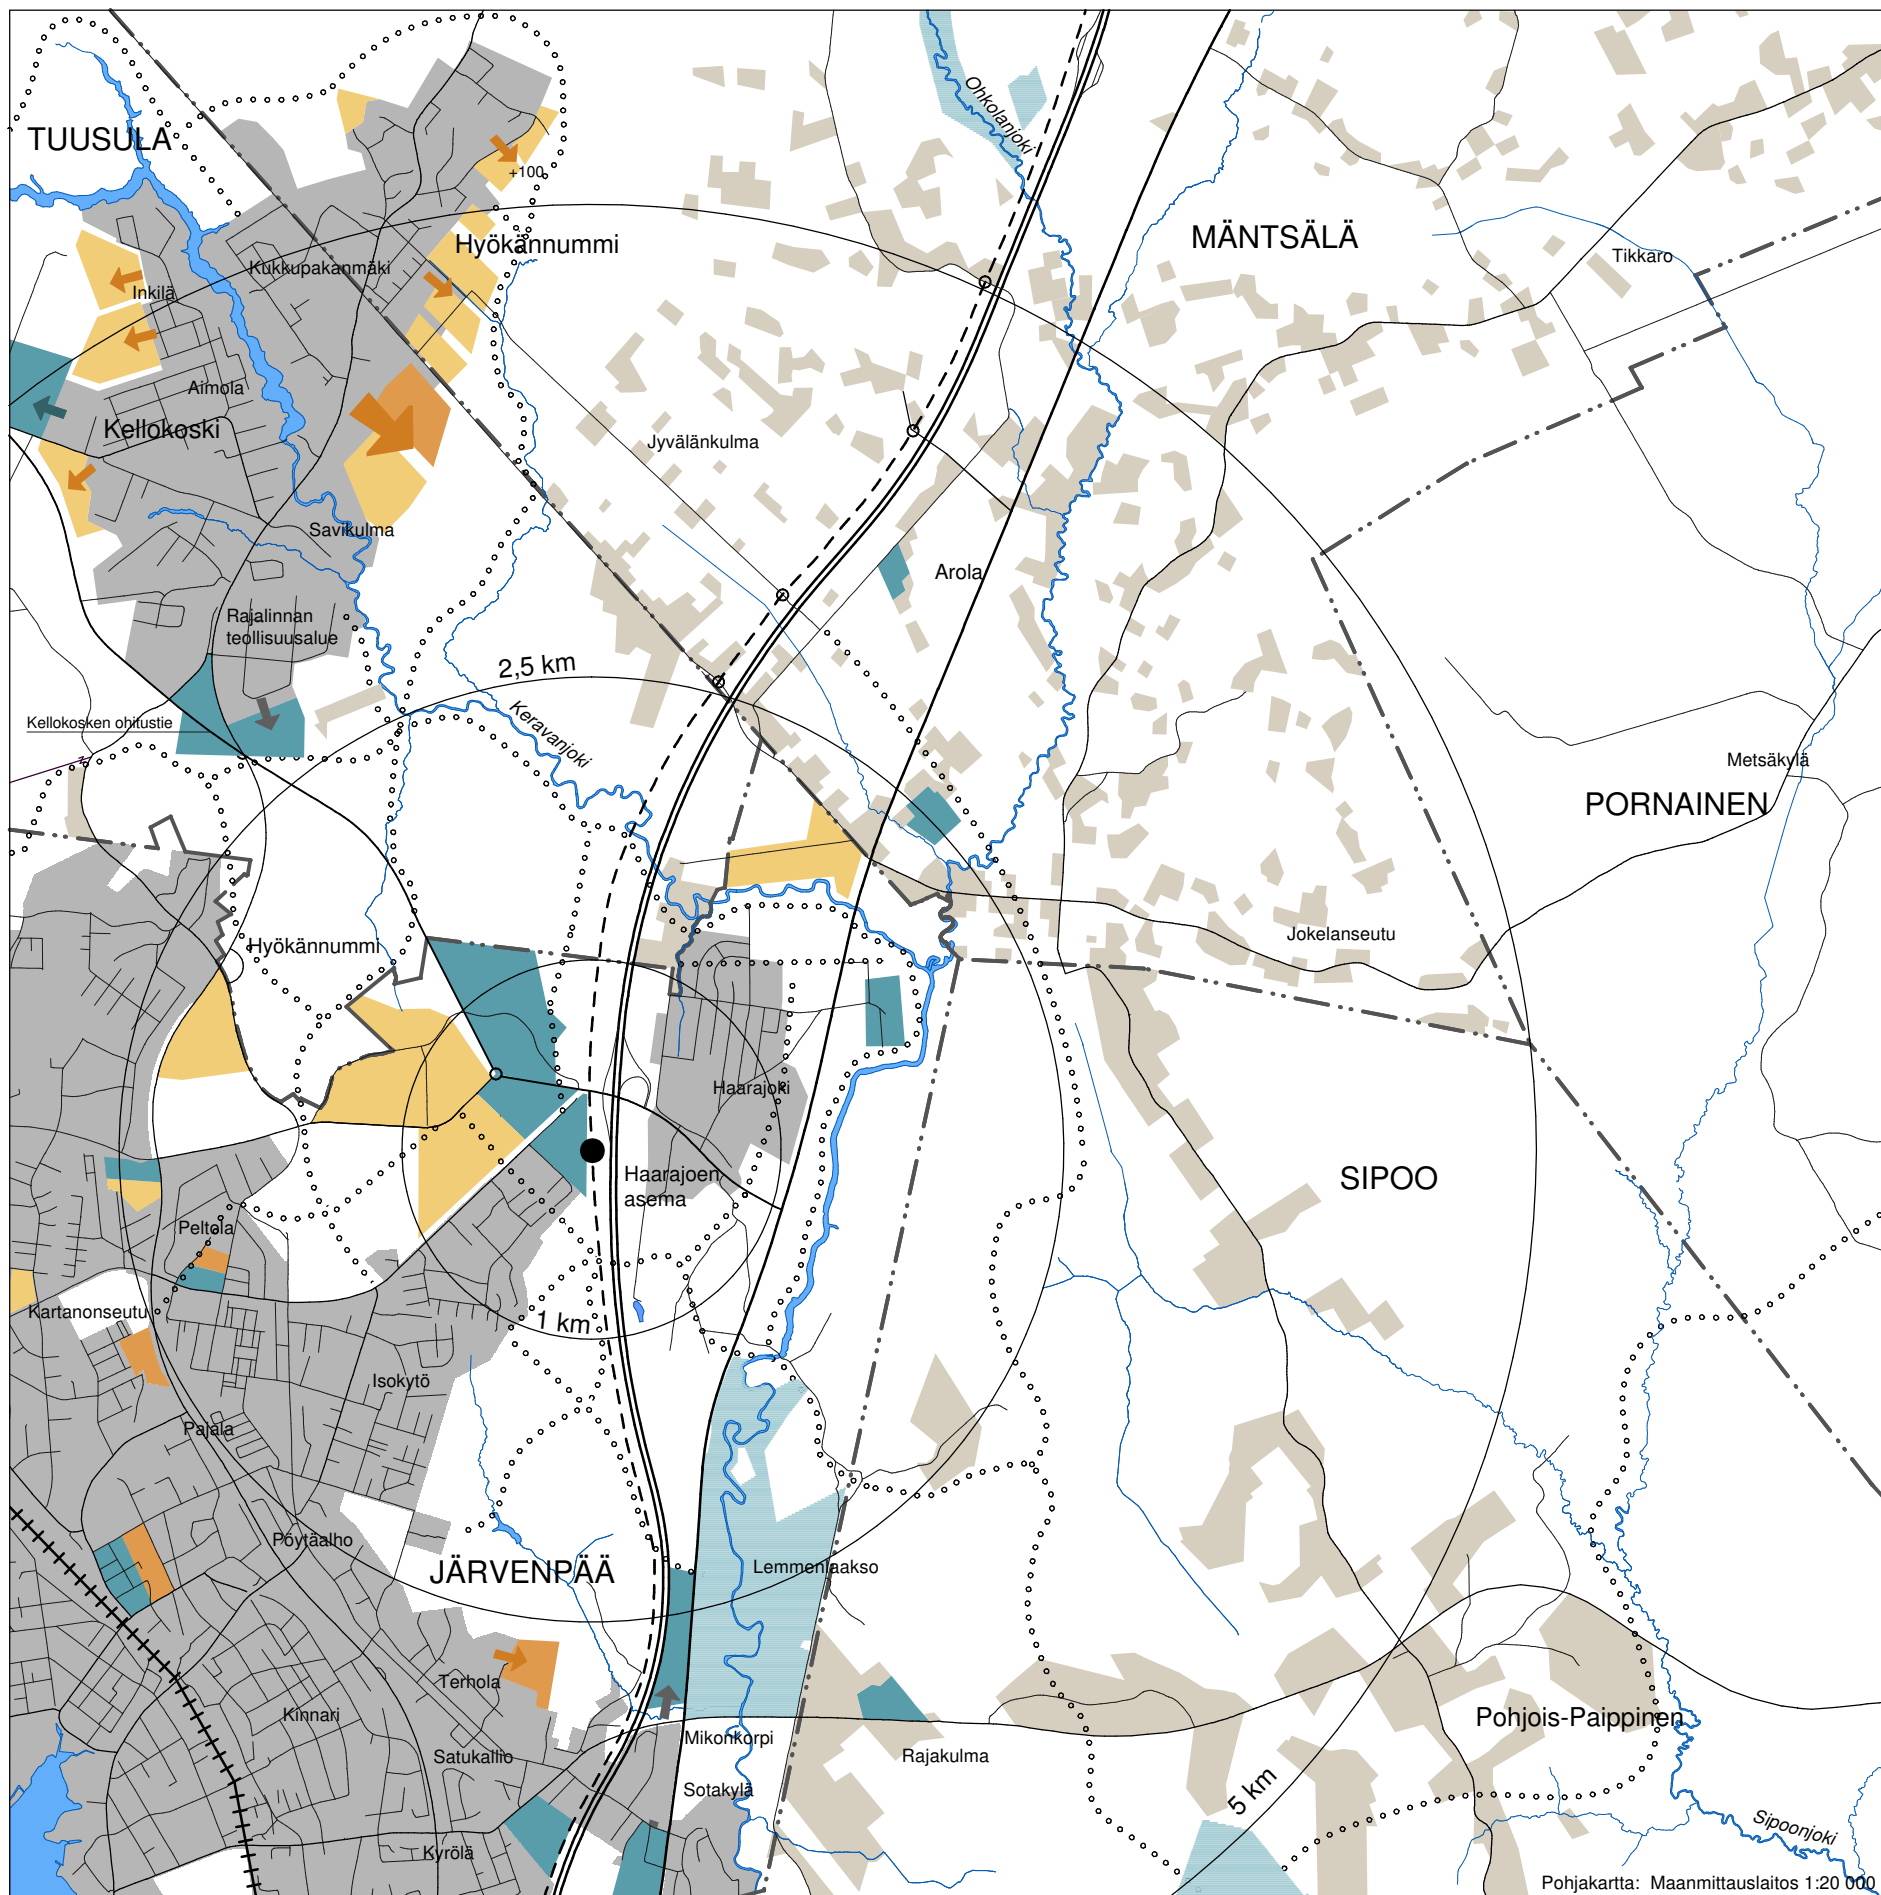 TUUSULA
Ohkolanjoki
+100
Hyökännummi
MÄNTSÄLÄ
Tikkaro
Kukkupakanmäki
Inkilä
Aimola
Kellokoski
Jyvälänkulma
Savikulma
Arola
Rajalinnan
teollisuusalue
2,5 km
Kellokosken ohitustie
Keravanjoki
Metsäkylä
PORNAINEN
Hyökännummi
Jokelanseutu
Haarajoki
Haarajoen
asema
SIPOO
Peltola
Kartanonseutu
1 km
Isokytö
Pajala
Pöytäalho
JÄRVENPÄÄ
Lemmenlaakso
Terhola
Kinnari
Satukallio
Mikonkorpi
Rajakulma
Pohjois-Paippinen
Sotakylä
5 km
Sipoonjoki
Kyrölä
Pohjakartta: Maanmittauslaitos 1:20 000